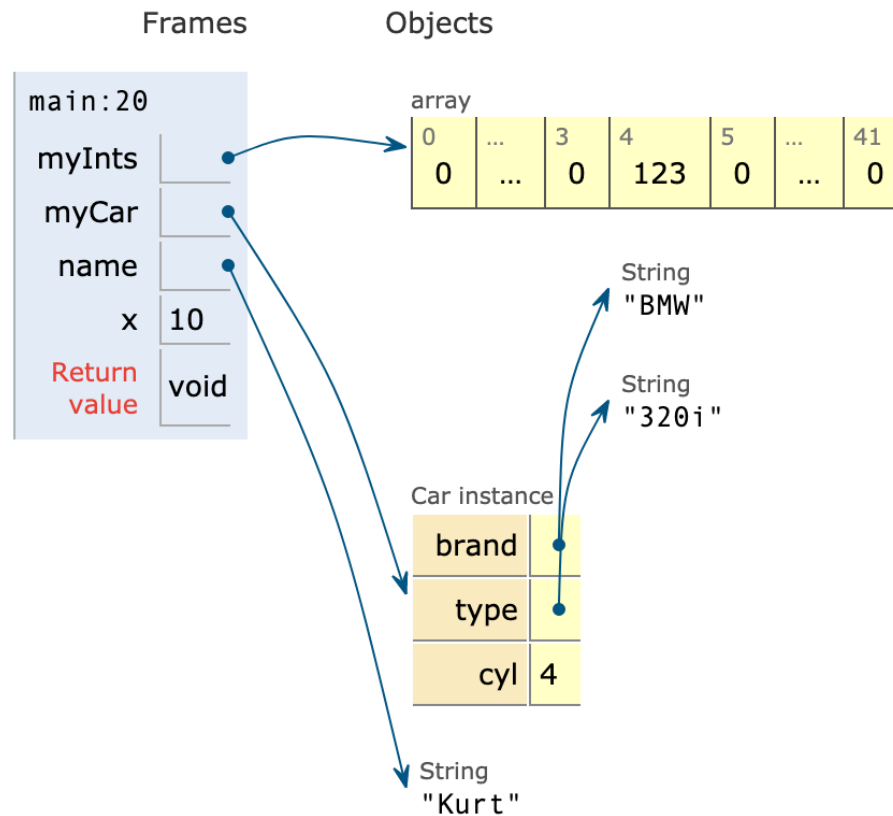 Frames Objects
main:20
myInts
myCar
name
x 10
Return
value void
array
0 ... 3 4 5 ... 41
0 ... 0 123 0 ... 0
String
"BMW"
String
"320i"
Car instance
brand
type
cyl 4
String
"Kurt"